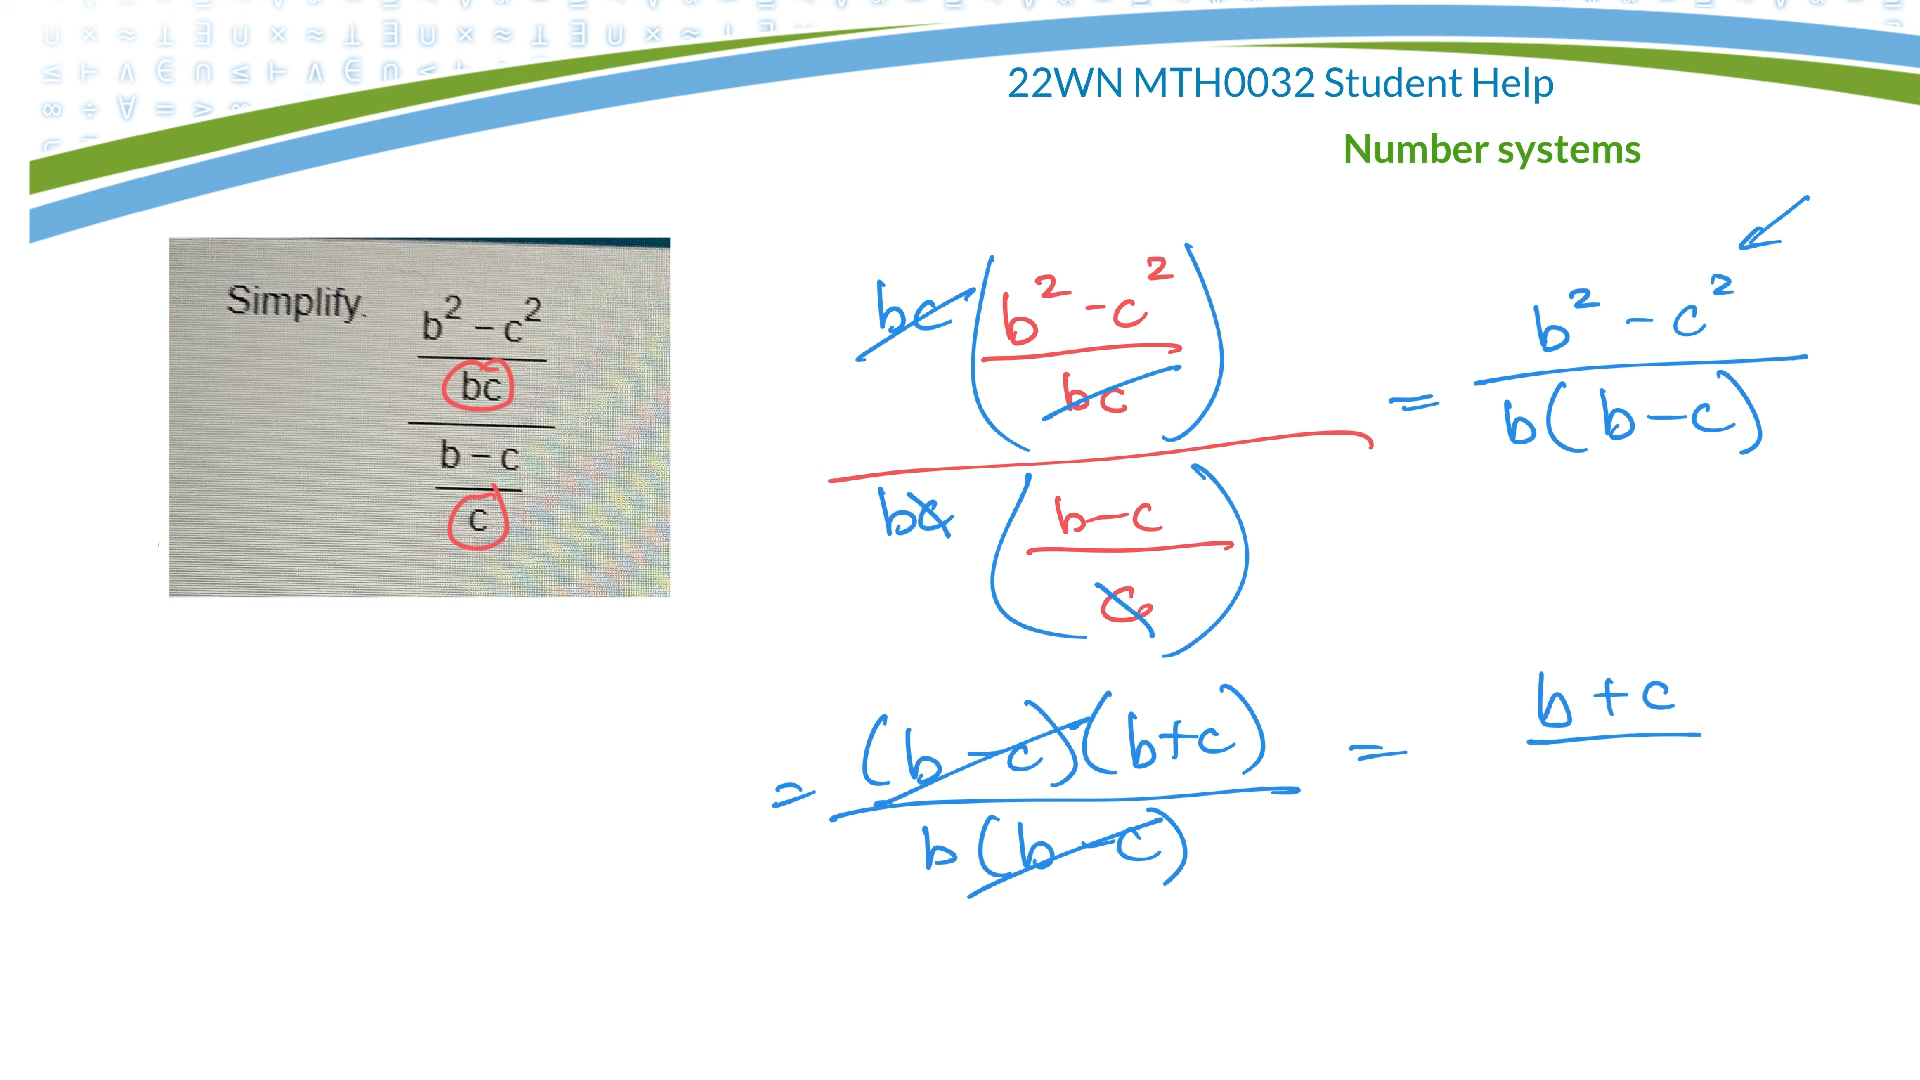 22WN MTH0032 Student Help
Number systems
Simplify.
b² − c²
bc
b − c
c
bc ( b² − c²
bc )
bc ( b − c
c )
= b² − c²
b ( b − c )
= ( b − c ) ( b + c )
b ( b − c )
= b + c